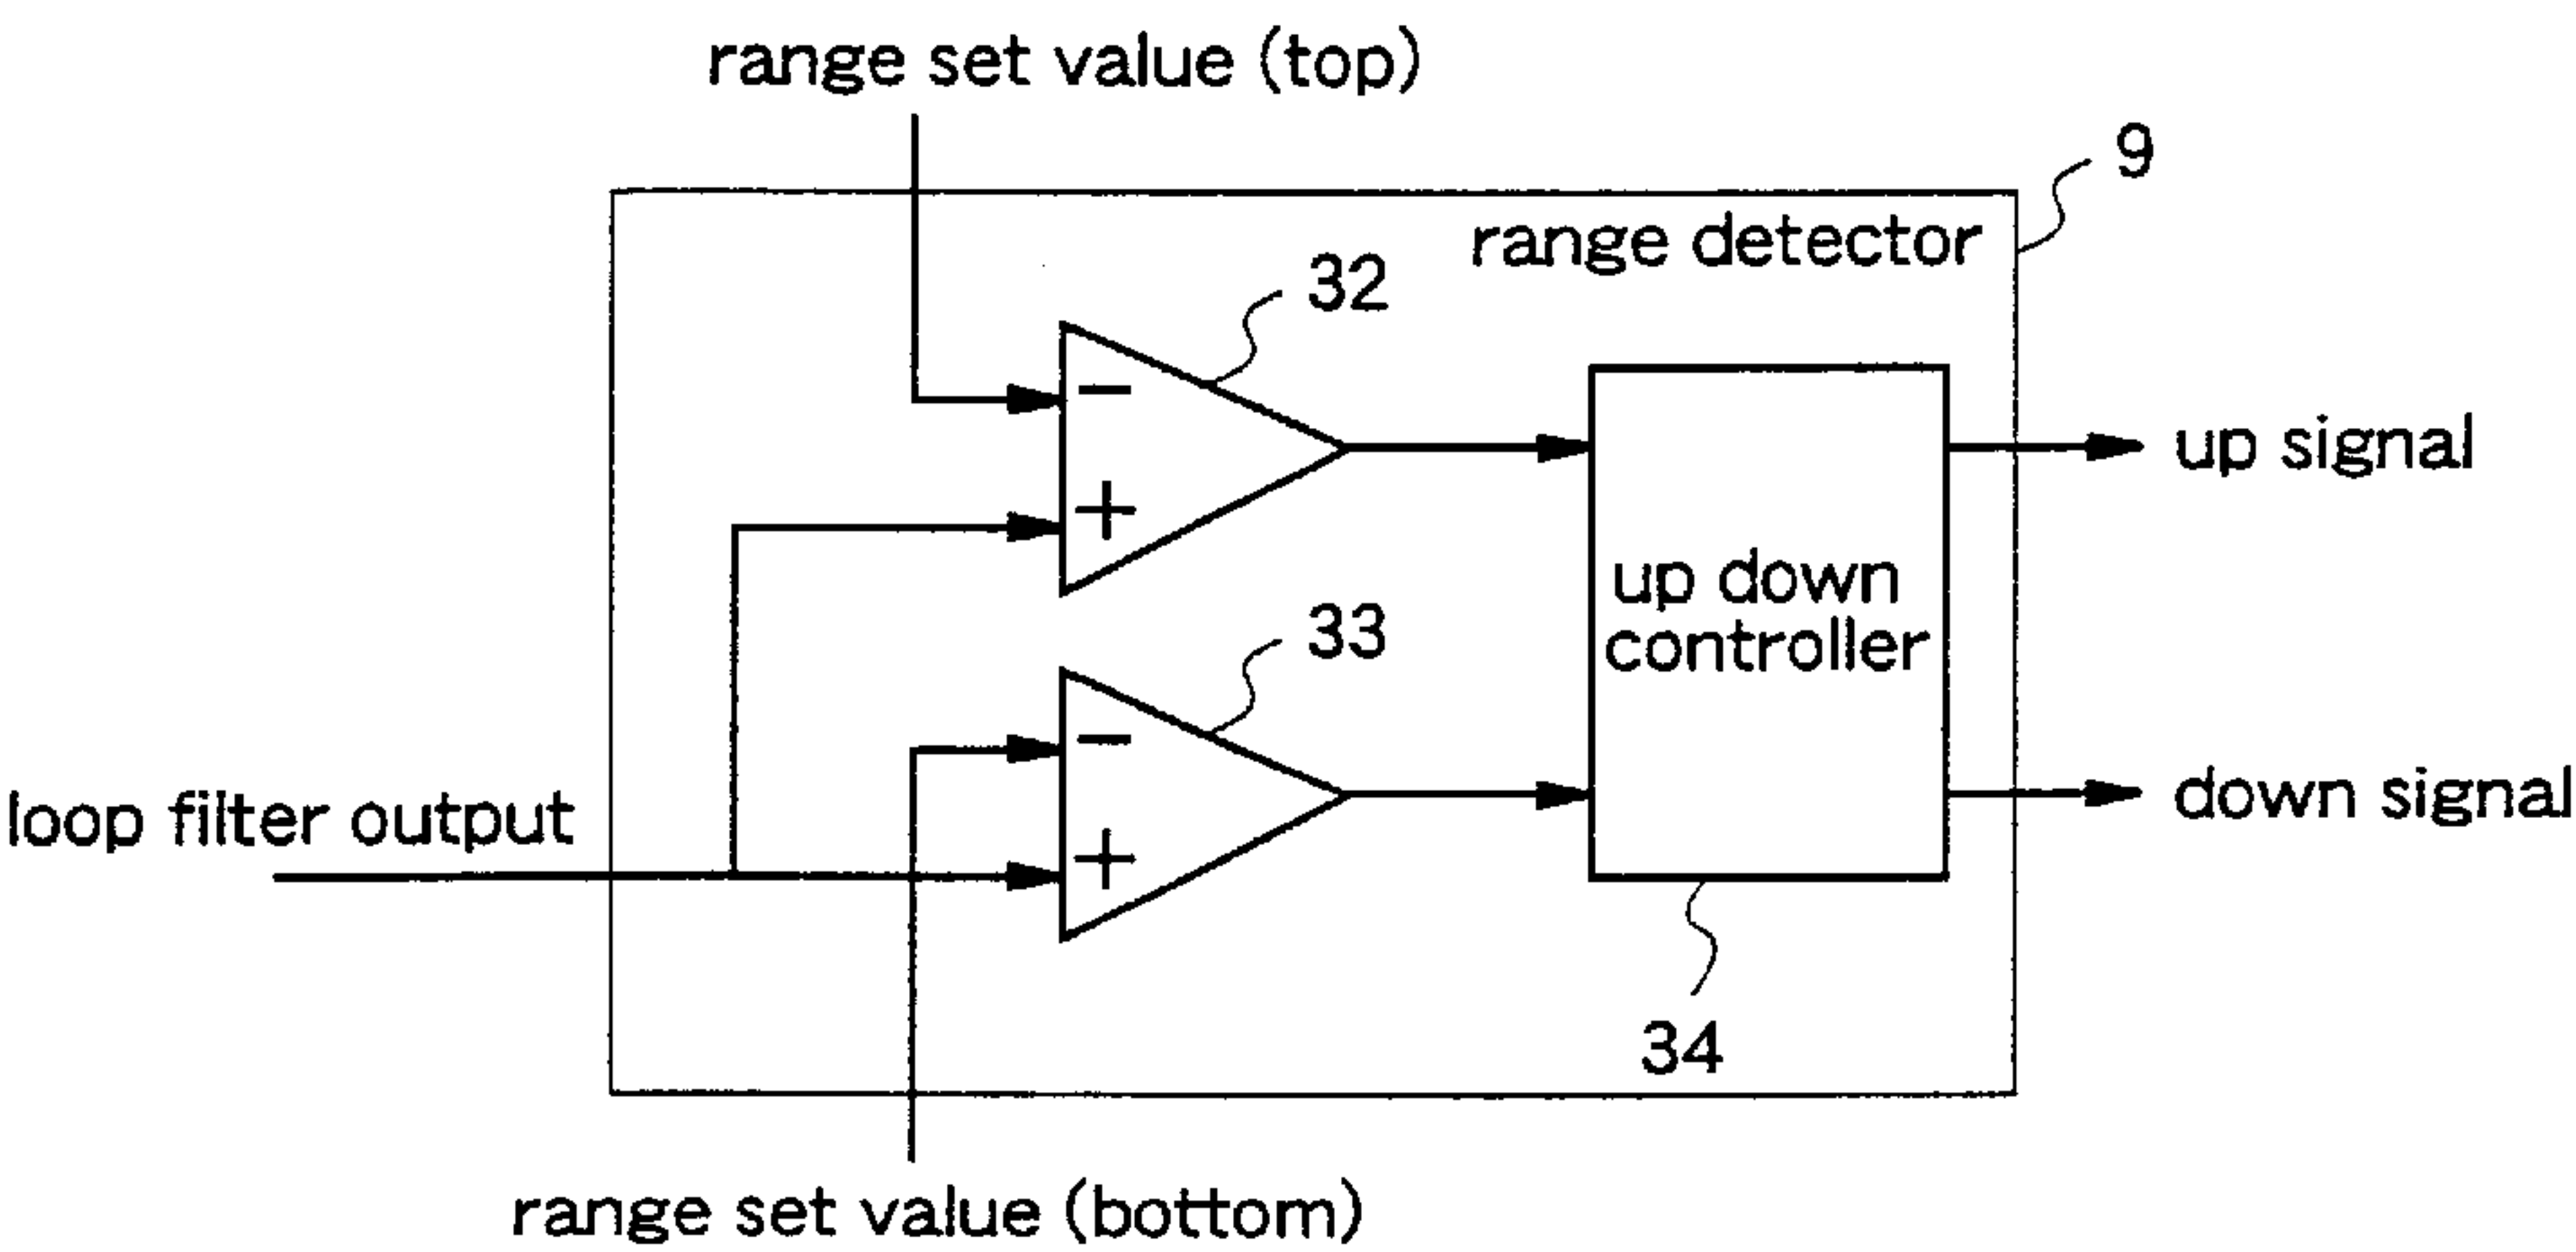 range set value (top)
9
range detector
32
−
+
up signal
up down
controller
33
−
+
loop filter output
down signal
34
range set value (bottom)